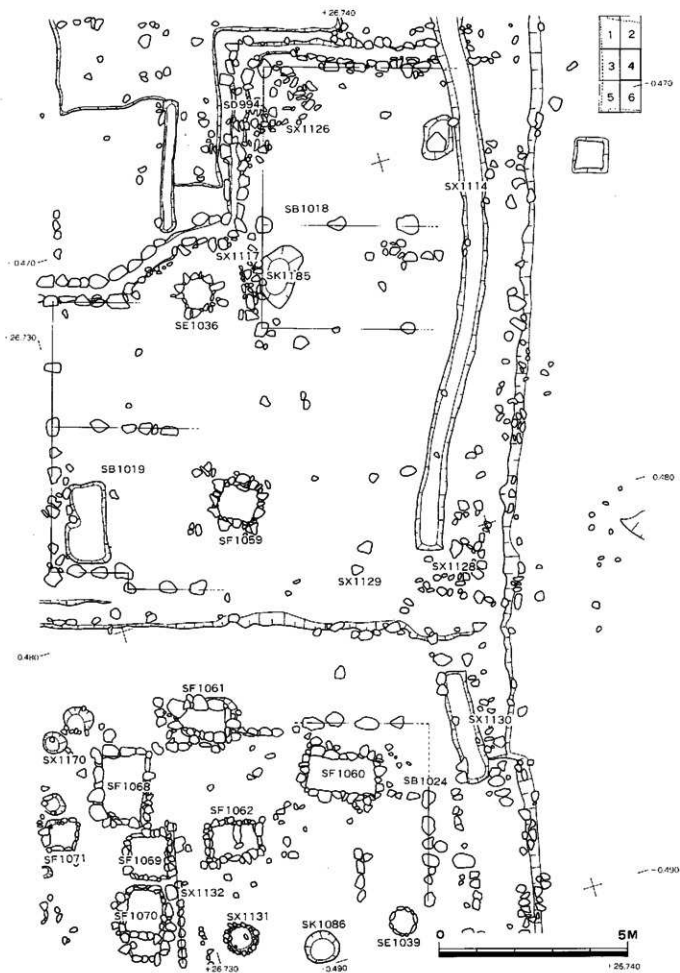 +26.740
1 2
3 4
5 6
-0.470
SD994
SX1126
SX1114
SB1018
SX1117
-0.470
SK1185
SE1036
+26.730
SB1019
-0.480
SF1059
SX1128
SX1129
-0.480
SF1061
SX1130
SX1170
SF1068
SF1060
SB1024
SF1062
SF1071
SF1069
-0.490
SX1132
SF1070
SX1131
SK1086
SE1039
0 5M
+26.730
-0.490
+26.740